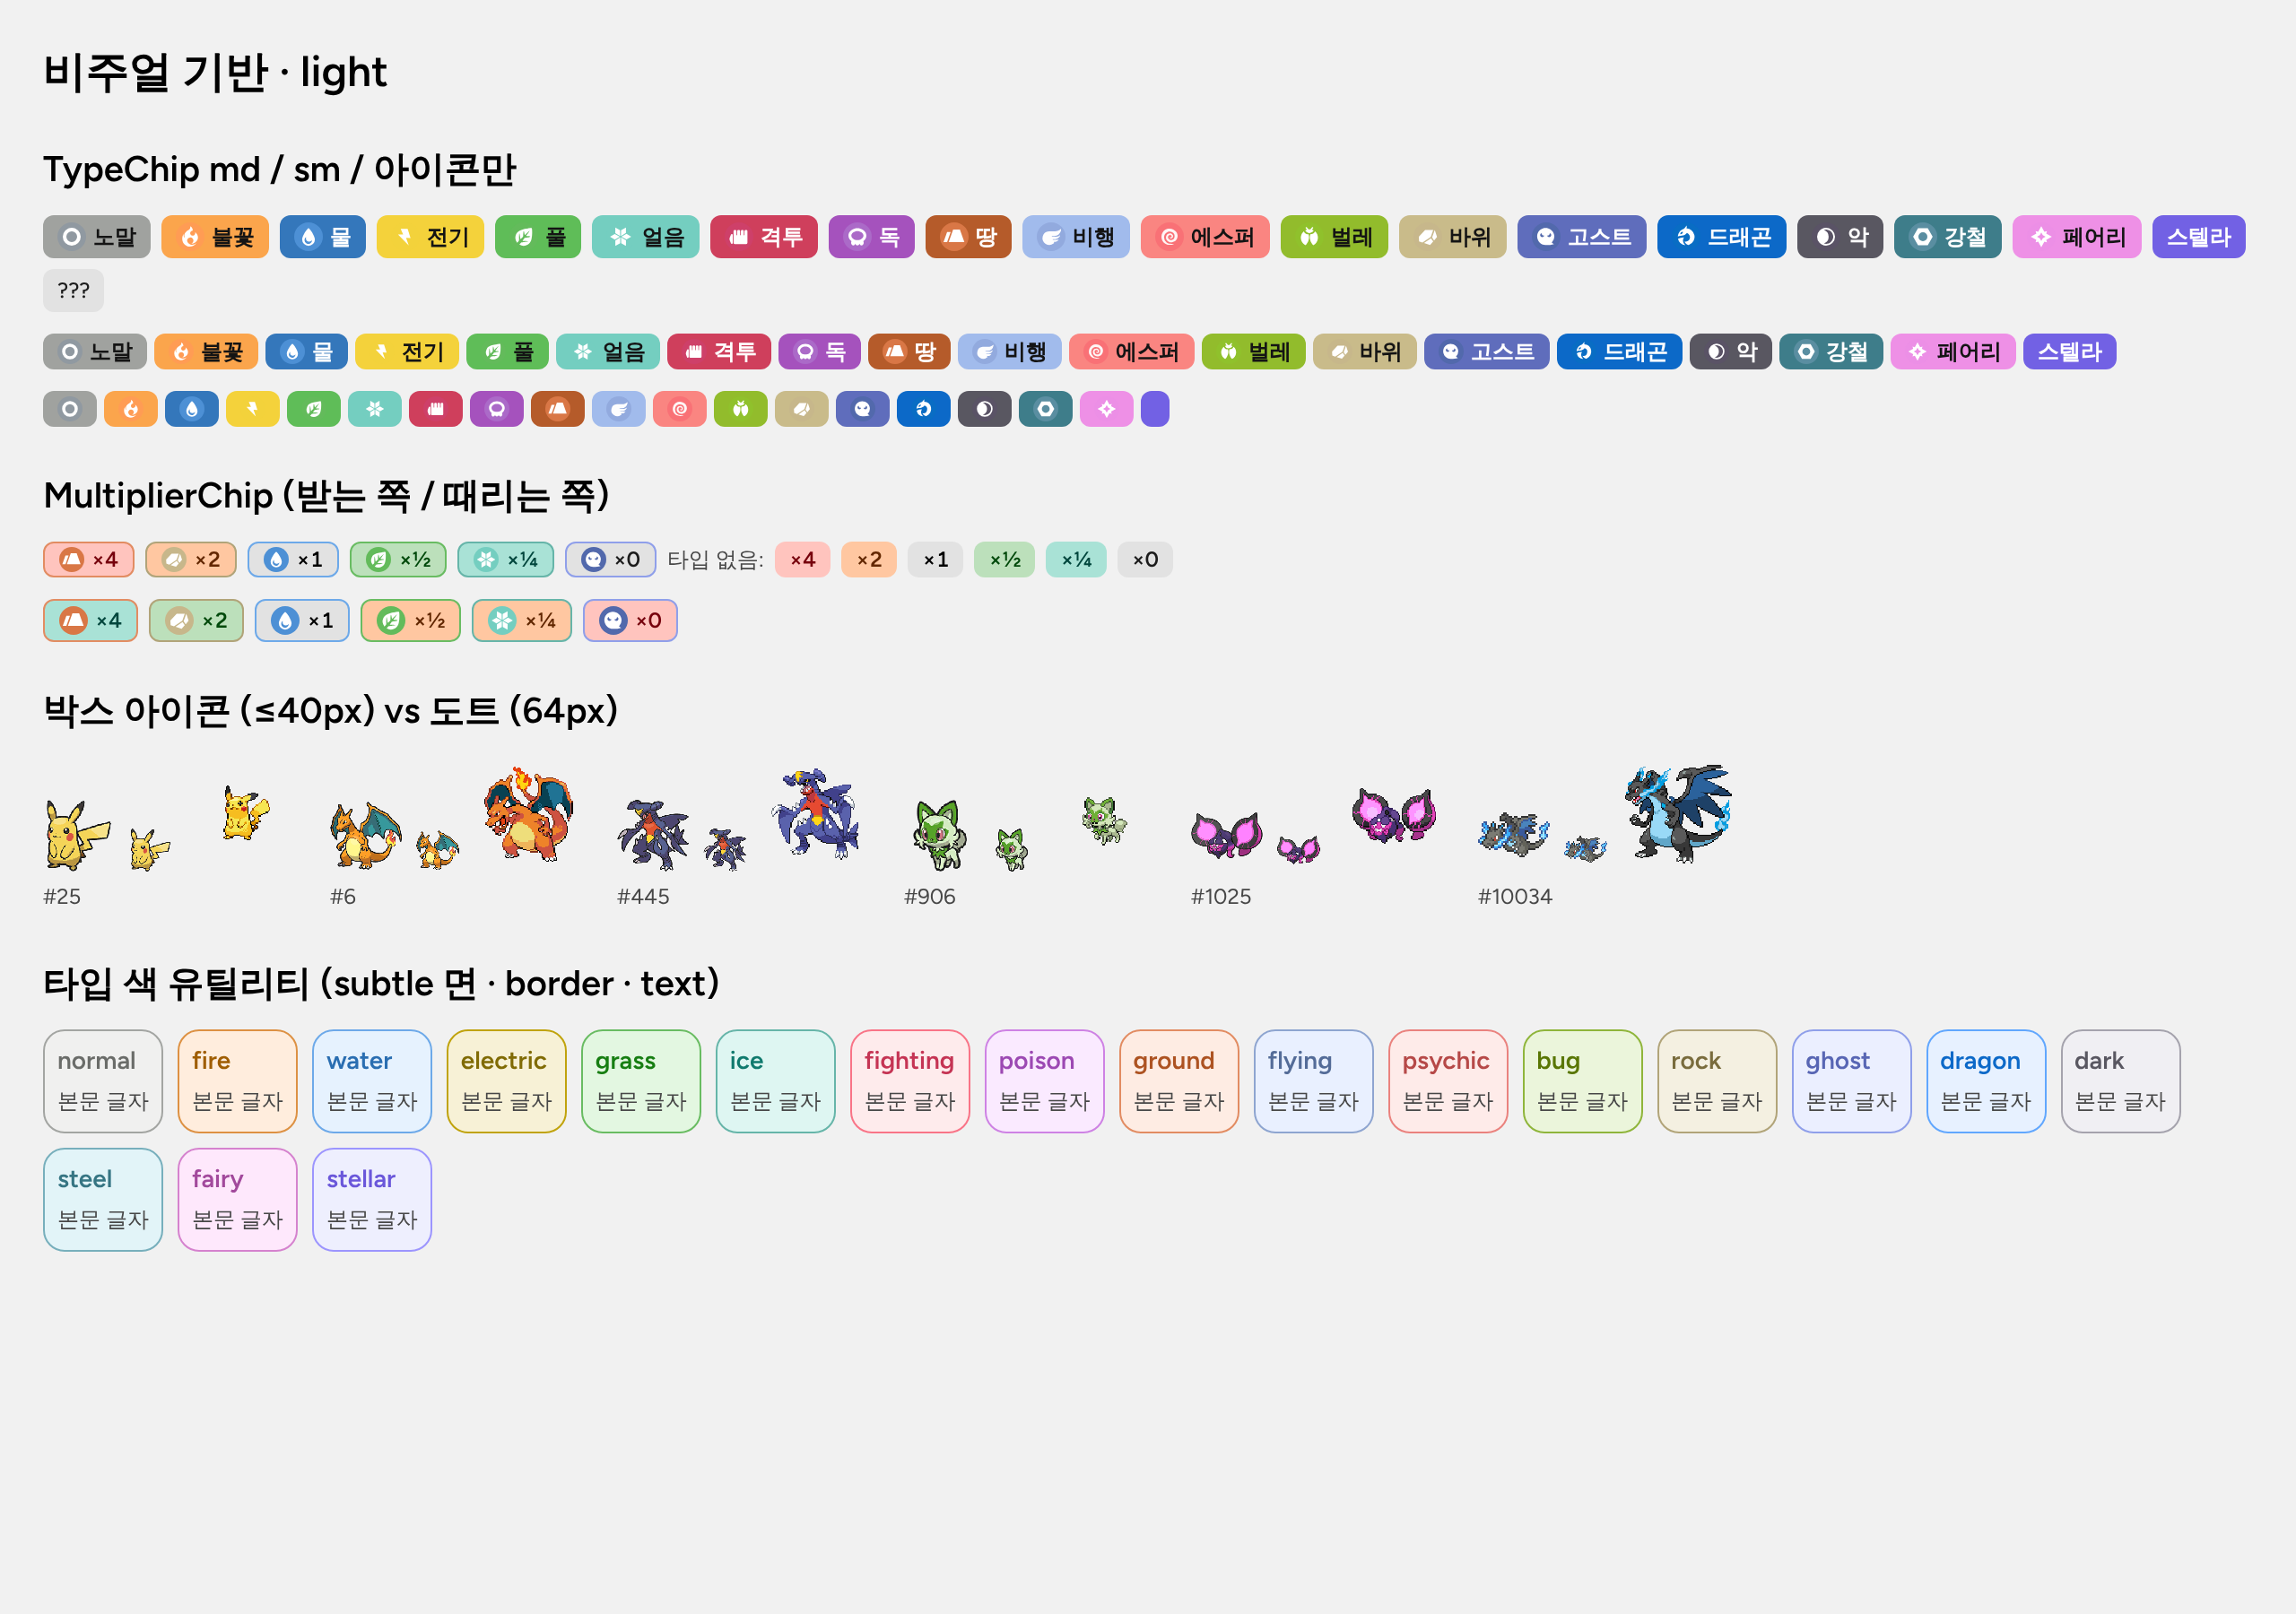 비주얼 기반 · light
TypeChip md / sm / 아이콘만
노말 불꽃 물 전기 풀 얼음 격투 독 땅 비행 에스퍼 벌레 바위 고스트 드래곤 악 강철 페어리 스텔라
???
노말 불꽃 물 전기 풀 얼음 격투 독 땅 비행 에스퍼 벌레 바위 고스트 드래곤 악 강철 페어리 스텔라
MultiplierChip (받는 쪽 / 때리는 쪽)
×4 ×2 ×1 ×½ ×¼ ×0 타입 없음: ×4 ×2 ×1 ×½ ×¼ ×0
×4 ×2 ×1 ×½ ×¼ ×0
박스 아이콘 (≤40px) vs 도트 (64px)
#25 #6 #445 #906 #1025 #10034
타입 색 유틸리티 (subtle 면 · border · text)
normal fire water electric grass ice fighting poison ground flying psychic bug rock ghost dragon dark
본문 글자 본문 글자 본문 글자 본문 글자 본문 글자 본문 글자 본문 글자 본문 글자 본문 글자 본문 글자 본문 글자 본문 글자 본문 글자 본문 글자 본문 글자 본문 글자
steel fairy stellar
본문 글자 본문 글자 본문 글자